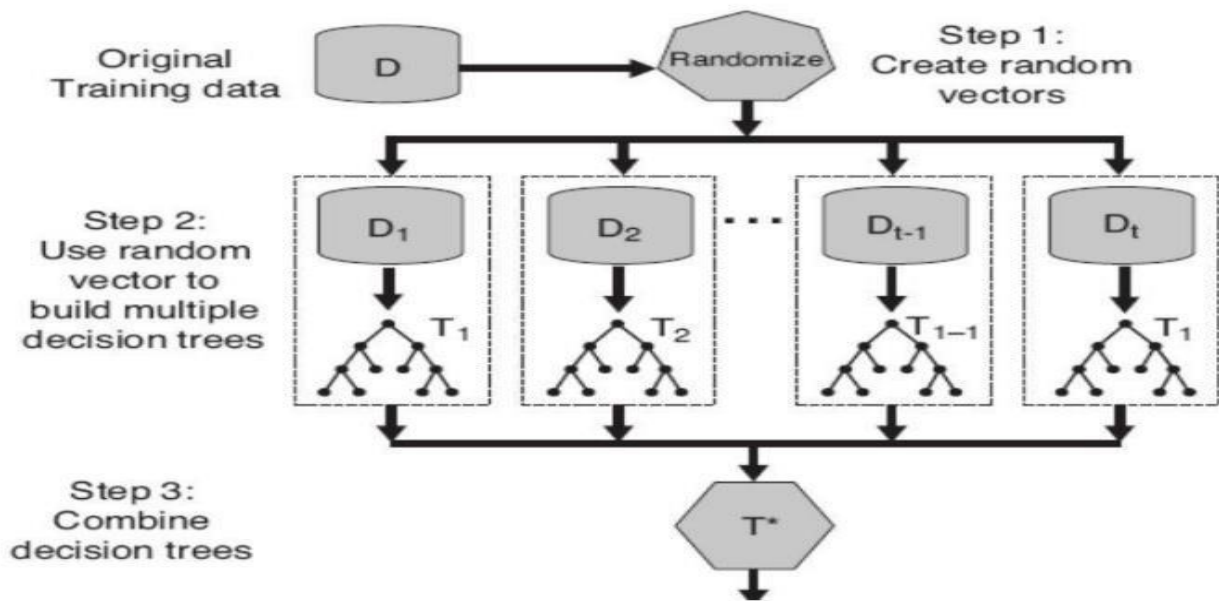 Original
Training data
D
Randomize
Step 1:
Create random
vectors
Step 2:
Use random
vector to
build multiple
decision trees
D₁
D₂
...
Dₜ₋₁
Dₜ
T₁
T₂
T₁₋₁
T₁
Step 3:
Combine
decision trees
T*